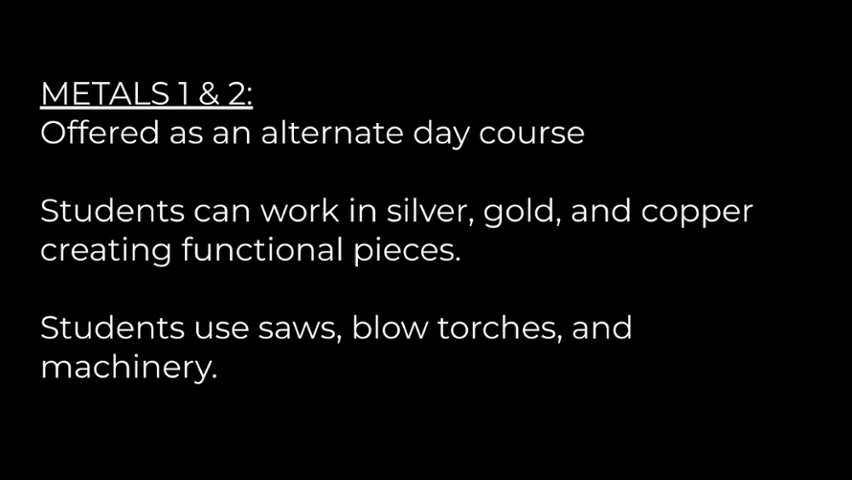 METALS 1 & 2:
Offered as an alternate day course
Students can work in silver, gold, and copper
creating functional pieces.
Students use saws, blow torches, and
machinery.